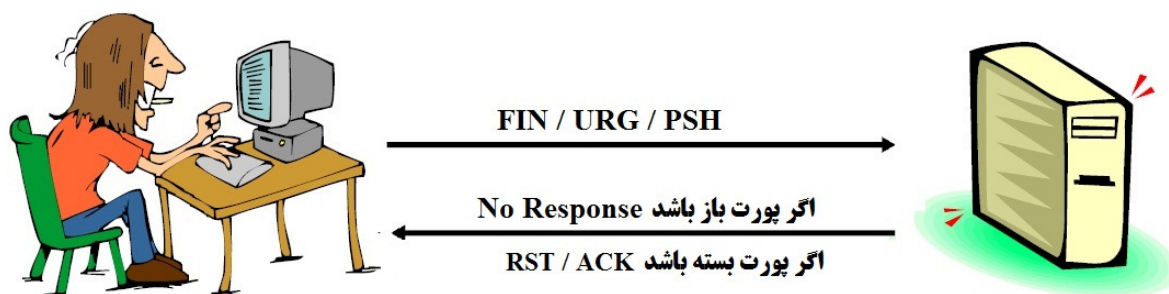 FIN / URG / PSH
اگر پورت باز باشد No Response
اگر پورت بسته باشد RST / ACK